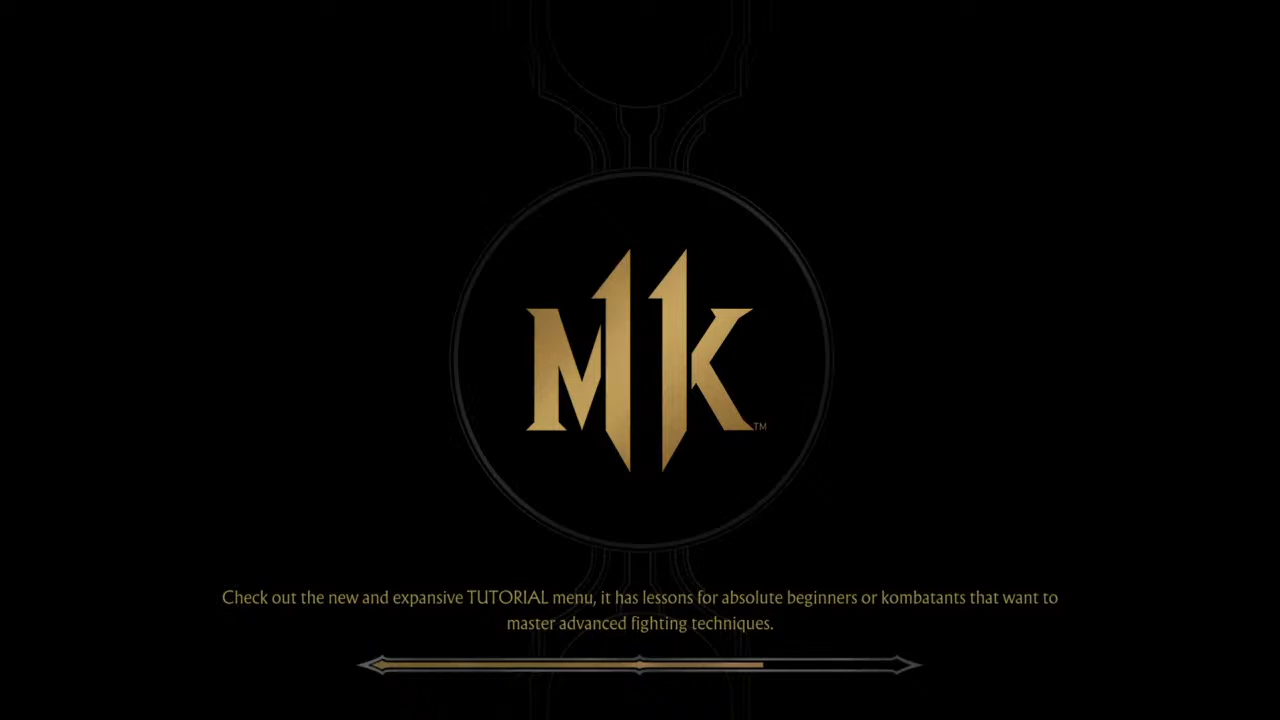 M11K™
Check out the new and expansive TUTORIAL menu, it has lessons for absolute beginners or kombatants that want to
master advanced fighting techniques.